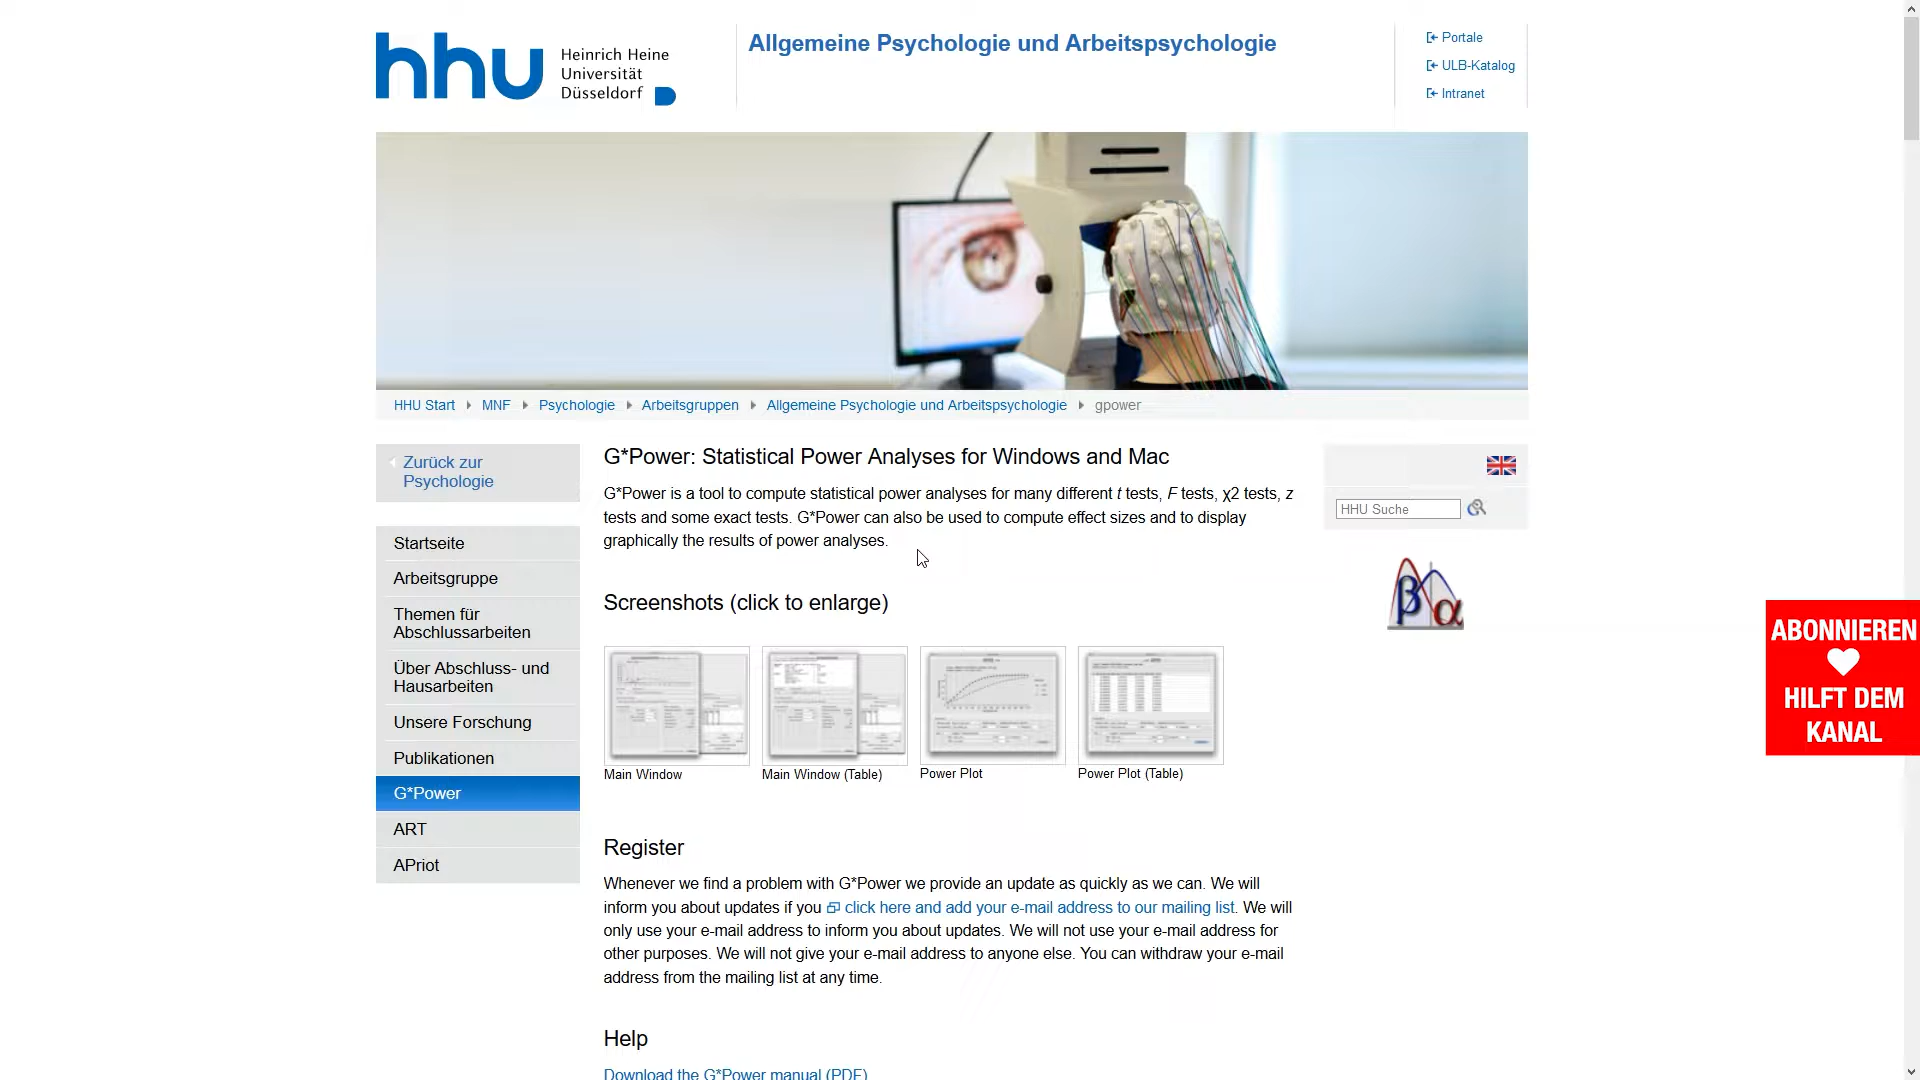 hhu Heinrich Heine
Universität
Düsseldorf
Allgemeine Psychologie und Arbeitspsychologie
Portale
ULB-Katalog
Intranet
HHU Start MNF Psychologie Arbeitsgruppen Allgemeine Psychologie und Arbeitspsychologie gpower
Zurück zur
Psychologie
Startseite
Arbeitsgruppe
Themen für
Abschlussarbeiten
Über Abschluss- und
Hausarbeiten
Unsere Forschung
Publikationen
G*Power
ART
APriot
G*Power: Statistical Power Analyses for Windows and Mac
G*Power is a tool to compute statistical power analyses for many different t tests, F tests, χ2 tests, z
tests and some exact tests. G*Power can also be used to compute effect sizes and to display
graphically the results of power analyses.
Screenshots (click to enlarge)
Main Window
Main Window (Table)
Power Plot
Power Plot (Table)
Register
Whenever we find a problem with G*Power we provide an update as quickly as we can. We will
inform you about updates if you click here and add your e-mail address to our mailing list. We will
only use your e-mail address to inform you about updates. We will not use your e-mail address for
other purposes. We will not give your e-mail address to anyone else. You can withdraw your e-mail
address from the mailing list at any time.
Help
Download the G*Power manual (PDF)
HHU Suche
β α
ABONNIEREN
HILFT DEM
KANAL